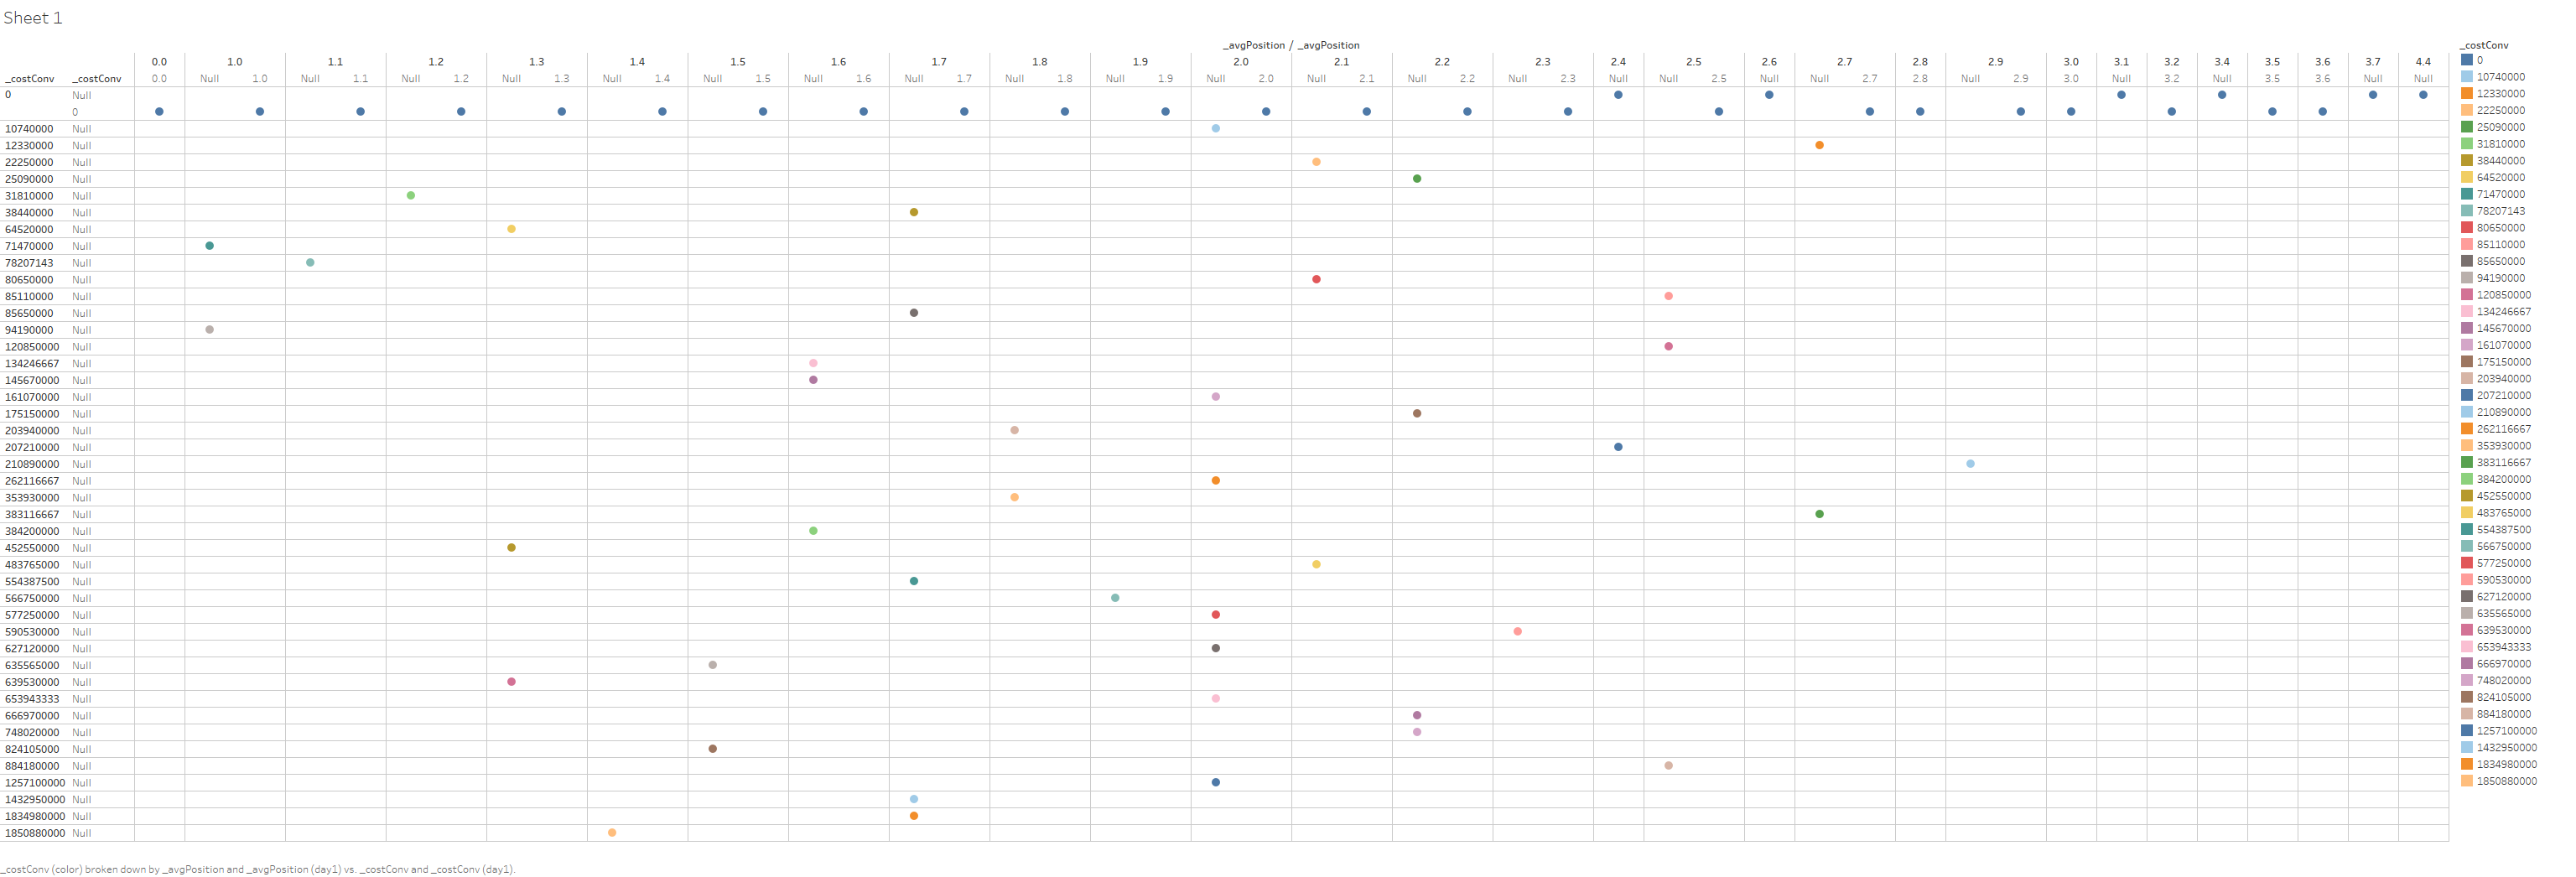 Sheet 1
_avgPosition / _avgPosition
_costConv
0.0 1.0 1.1 1.2 1.3 1.4 1.5 1.6 1.7 1.8 1.9 2.0 2.1 2.2 2.3 2.4 2.5 2.6 2.7 2.8 2.9 3.0 3.1 3.2 3.4 3.5 3.6 3.7 4.4
0
_costConv _costConv 0.0 Null 1.0 Null 1.1 Null 1.2 Null 1.3 Null 1.4 Null 1.5 Null 1.6 Null 1.7 Null 1.8 Null 1.9 Null 2.0 Null 2.1 Null 2.2 Null 2.3 Null Null 2.5 Null Null 2.7 2.8 Null 2.9 3.0 Null 3.2 Null 3.5 3.6 Null Null
10740000
0 Null
12330000
0
22250000
10740000 Null
25090000
12330000 Null
31810000
22250000 Null
38440000
25090000 Null
64520000
31810000 Null
71470000
38440000 Null
78207143
64520000 Null
80650000
71470000 Null
85110000
78207143 Null
85650000
80650000 Null
94190000
85110000 Null
120850000
85650000 Null
134246667
94190000 Null
145670000
120850000 Null
161070000
134246667 Null
175150000
145670000 Null
203940000
161070000 Null
207210000
175150000 Null
210890000
203940000 Null
262116667
207210000 Null
353930000
210890000 Null
383116667
262116667 Null
384200000
353930000 Null
452550000
383116667 Null
483765000
384200000 Null
554387500
452550000 Null
566750000
483765000 Null
577250000
554387500 Null
590530000
566750000 Null
627120000
577250000 Null
635565000
590530000 Null
639530000
627120000 Null
653943333
635565000 Null
666970000
639530000 Null
748020000
653943333 Null
824105000
666970000 Null
884180000
748020000 Null
1257100000
824105000 Null
1432950000
884180000 Null
1834980000
1257100000 Null
1850880000
1432950000 Null
1834980000 Null
1850880000 Null
_costConv (color) broken down by _avgPosition and _avgPosition (day1) vs. _costConv and _costConv (day1).